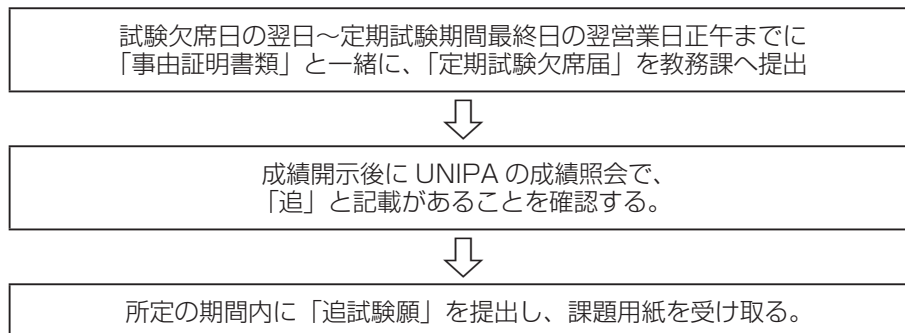 試験欠席日の翌日～定期試験期間最終日の翌営業日正午までに
「事由証明書類」と一緒に、「定期試験欠席届」を教務課へ提出
成績開示後に UNIPA の成績照会で、
「追」と記載があることを確認する。
所定の期間内に「追試験願」を提出し、課題用紙を受け取る。